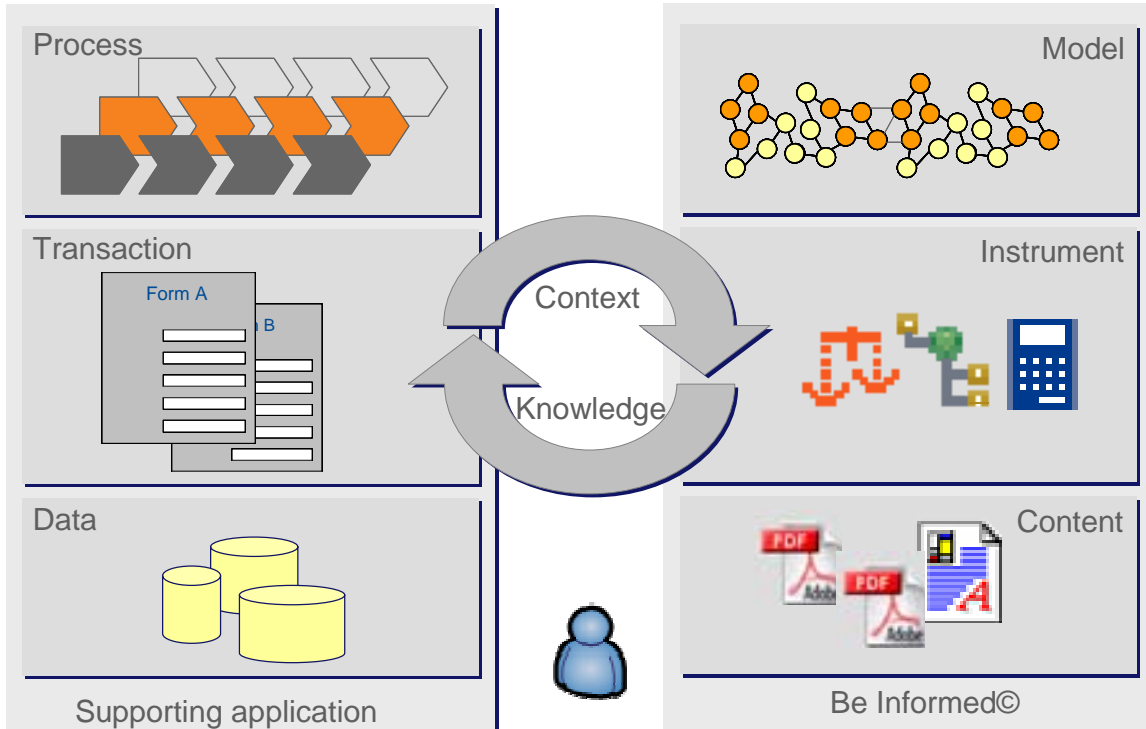 Process
Model
Transaction
Instrument
Form A
B
Context
Knowledge
Data
Content
PDF
Adobe
PDF
Adobe
A
Supporting application
Be Informed©